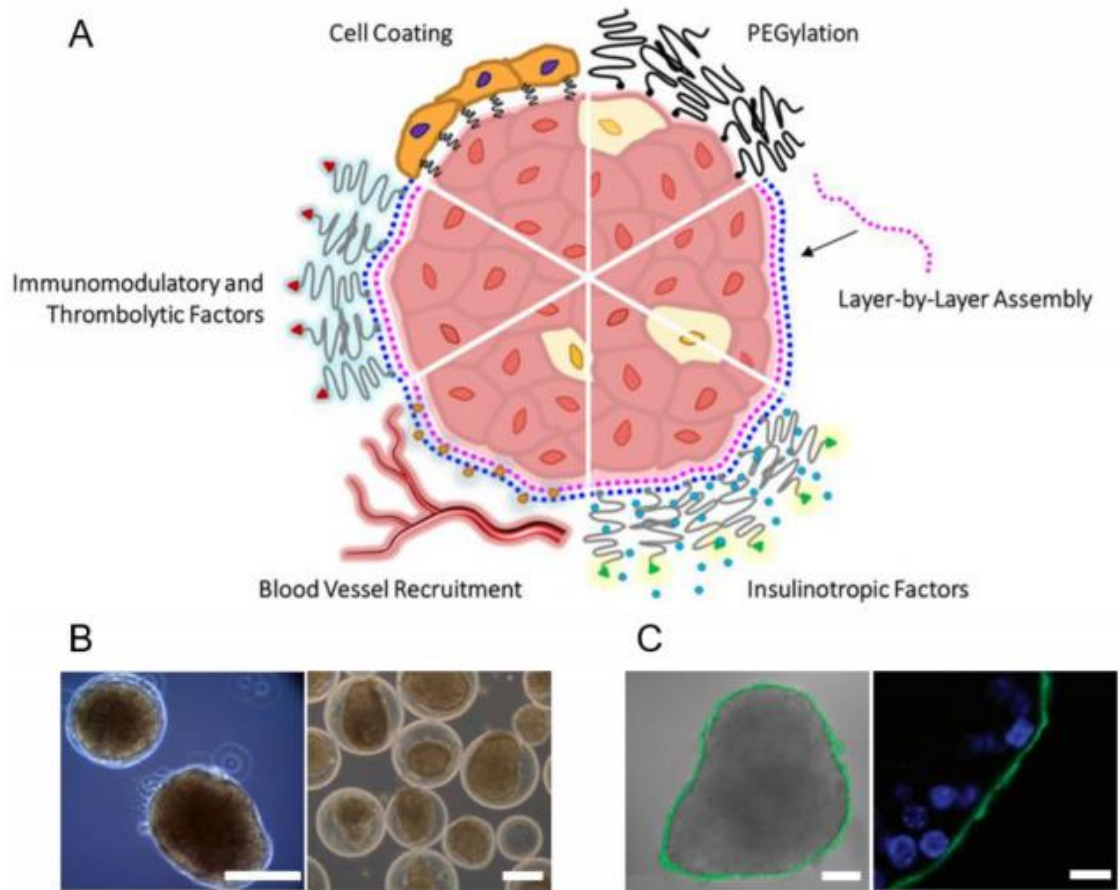 A
Cell Coating
PEGylation
Immunomodulatory and
Thrombolytic Factors
Layer-by-Layer Assembly
Blood Vessel Recruitment
Insulinotropic Factors
B
C